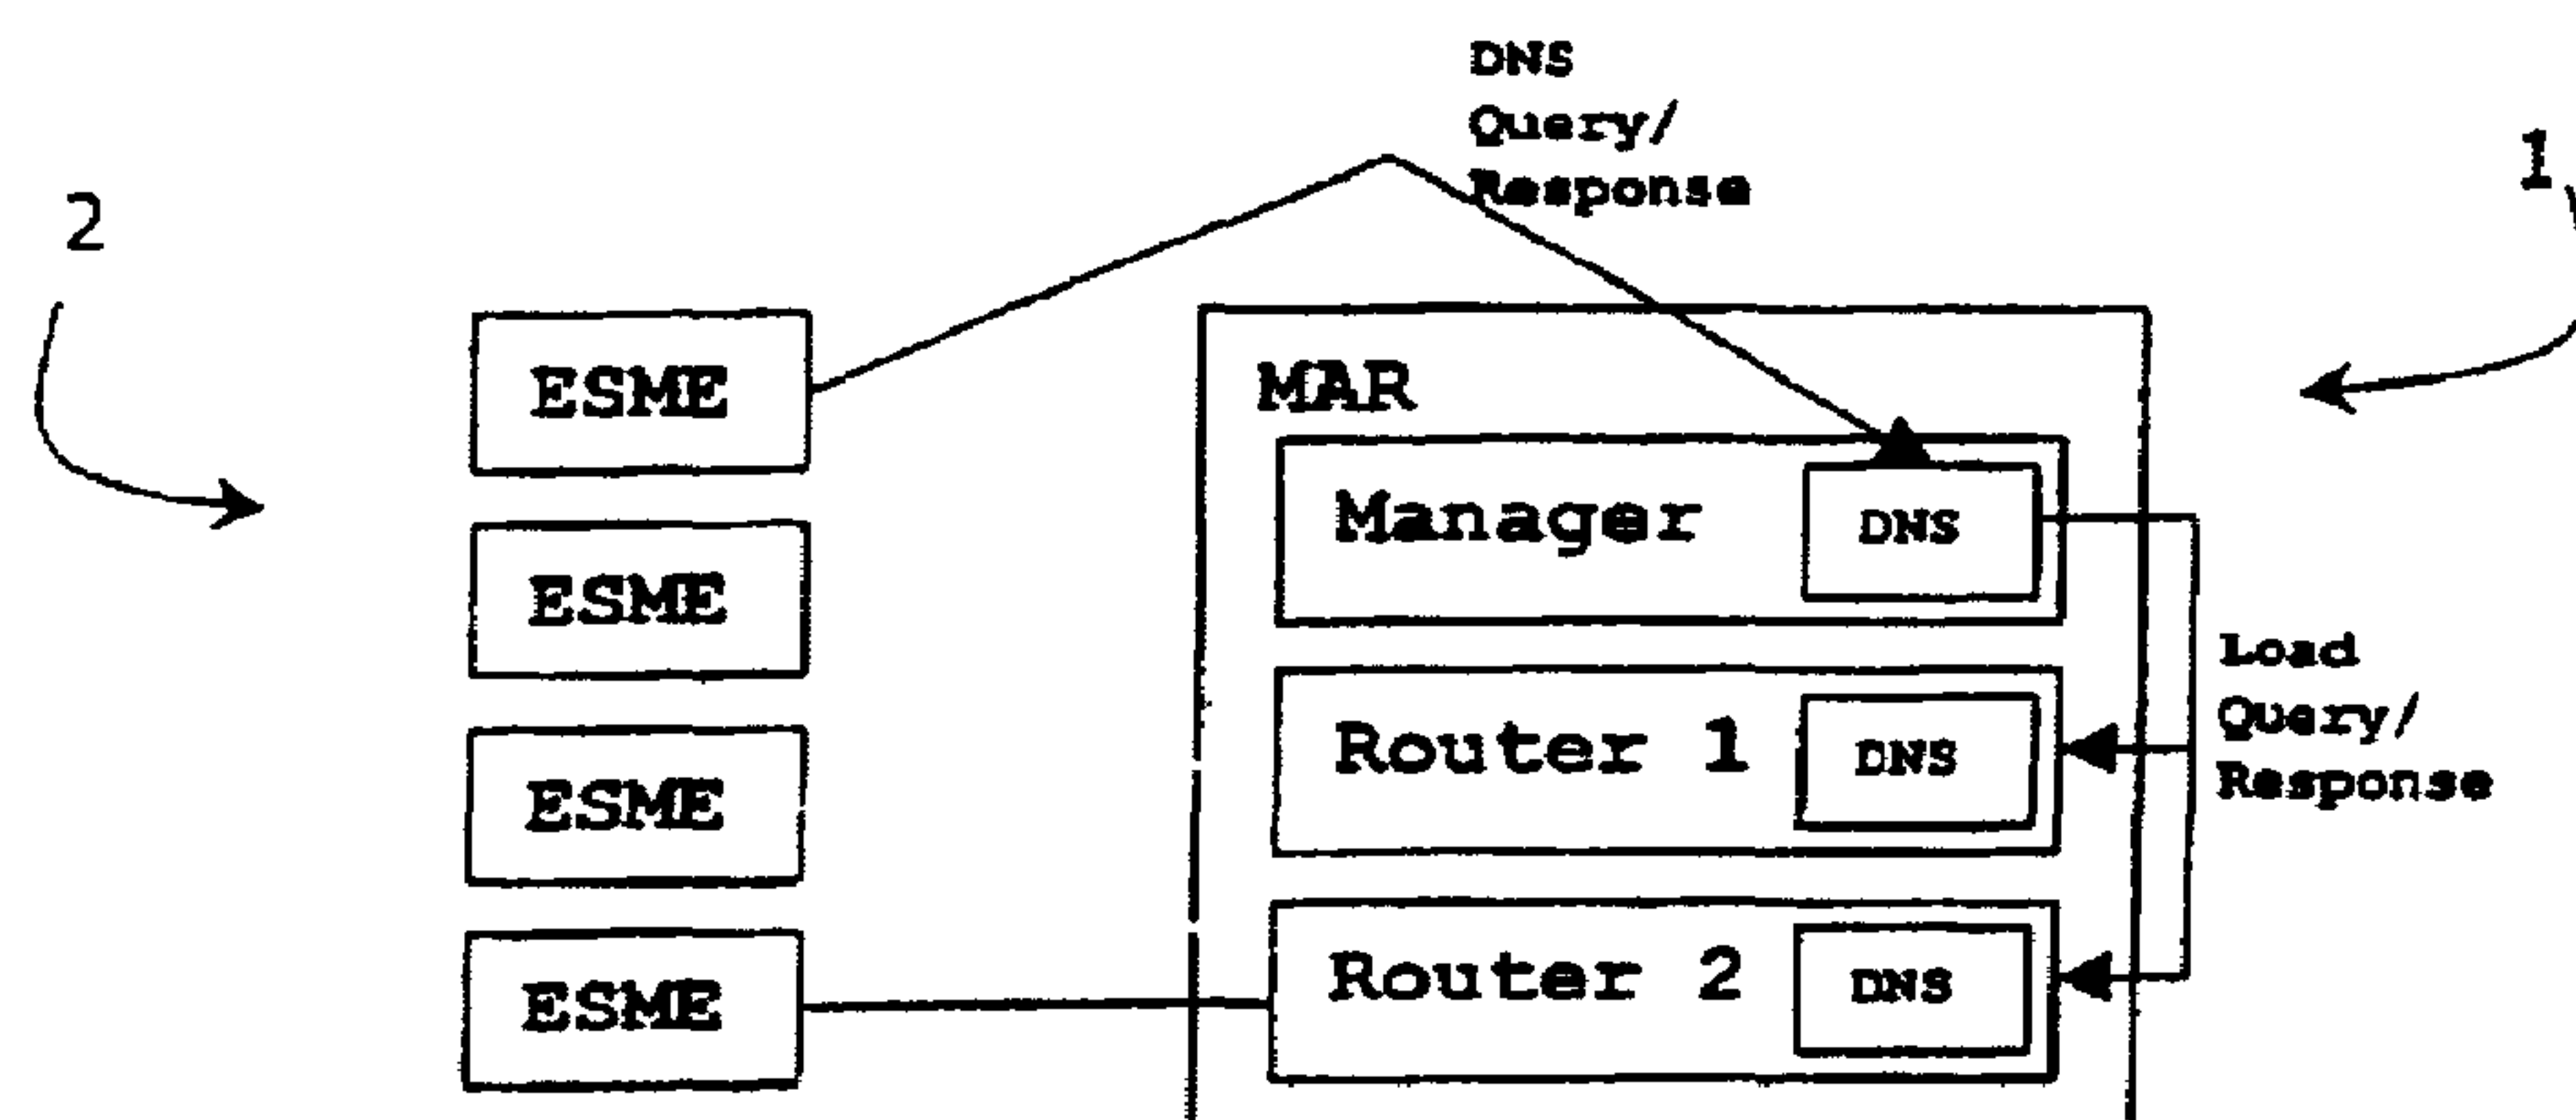 DNS
Query/
Response
1
2
ESME
MAR
Manager
DNS
ESME
Load
Query/
Response
Router 1
DNS
ESME
Router 2
DNS
ESME